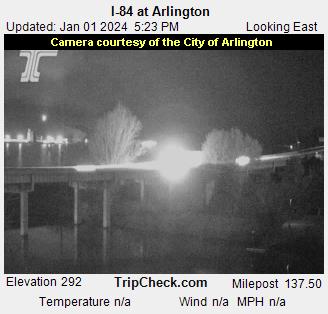 I-84 at Arlington
Updated: Jan 01 2024 5:23 PM Looking East
Camera courtesy of the City of Arlington
Elevation 292 TripCheck.com Milepost 137.50
Temperature n/a Wind n/a MPH n/a